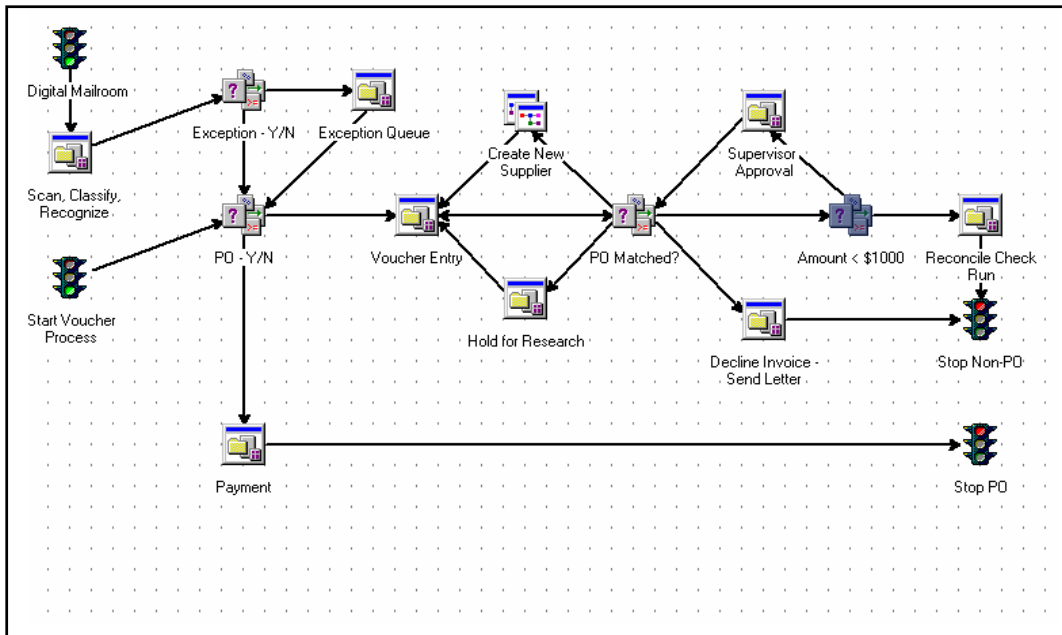 Digital Mailroom
Exception - Y/N
Exception Queue
Create New
Supplier
Supervisor
Approval
Scan, Classify,
Recognize
PO - Y/N
Voucher Entry
PO Matched?
Amount < $1000
Reconcile Check
Run
Start Voucher
Process
Hold for Research
Decline Invoice -
Send Letter
Stop Non-PO
Payment
Stop PO